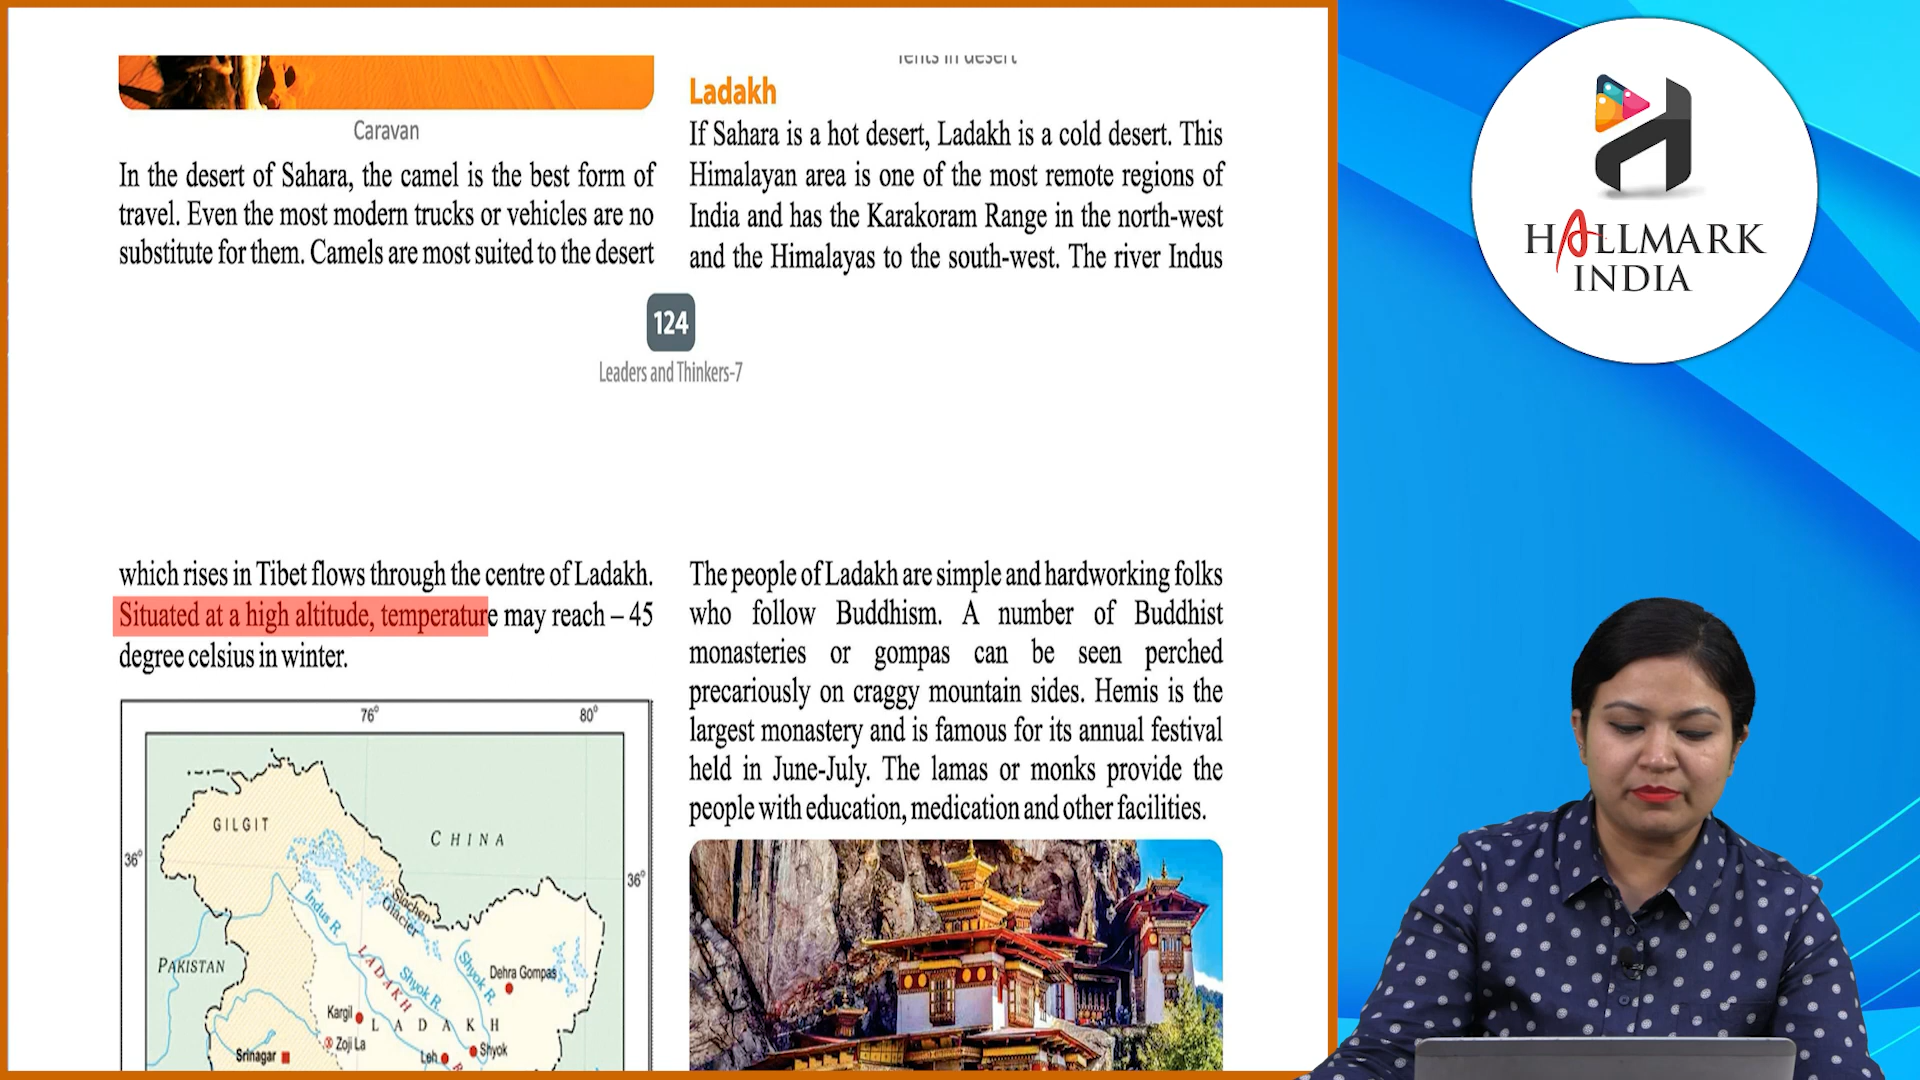 Caravan
In the desert of Sahara, the camel is the best form of
travel. Even the most modern trucks or vehicles are no
substitute for them. Camels are most suited to the desert
Tents in desert
Ladakh
If Sahara is a hot desert, Ladakh is a cold desert. This
Himalayan area is one of the most remote regions of
India and has the Karakoram Range in the north-west
and the Himalayas to the south-west. The river Indus
124
Leaders and Thinkers-7
which rises in Tibet flows through the centre of Ladakh.
Situated at a high altitude, temperature may reach – 45
degree celsius in winter.
76°
80°
GILGIT
CHINA
36°
36°
Siachen
Glacier
Indus R.
LADAKH
Shyok R.
Shyok R.
PAKISTAN
Dehra Gompas
Kargil
LADAKH
Zoji La
Srinagar
Leh
Shyok
R
The people of Ladakh are simple and hardworking folks
who follow Buddhism. A number of Buddhist
monasteries or gompas can be seen perched
precariously on craggy mountain sides. Hemis is the
largest monastery and is famous for its annual festival
held in June-July. The lamas or monks provide the
people with education, medication and other facilities.
HALLMARK
INDIA